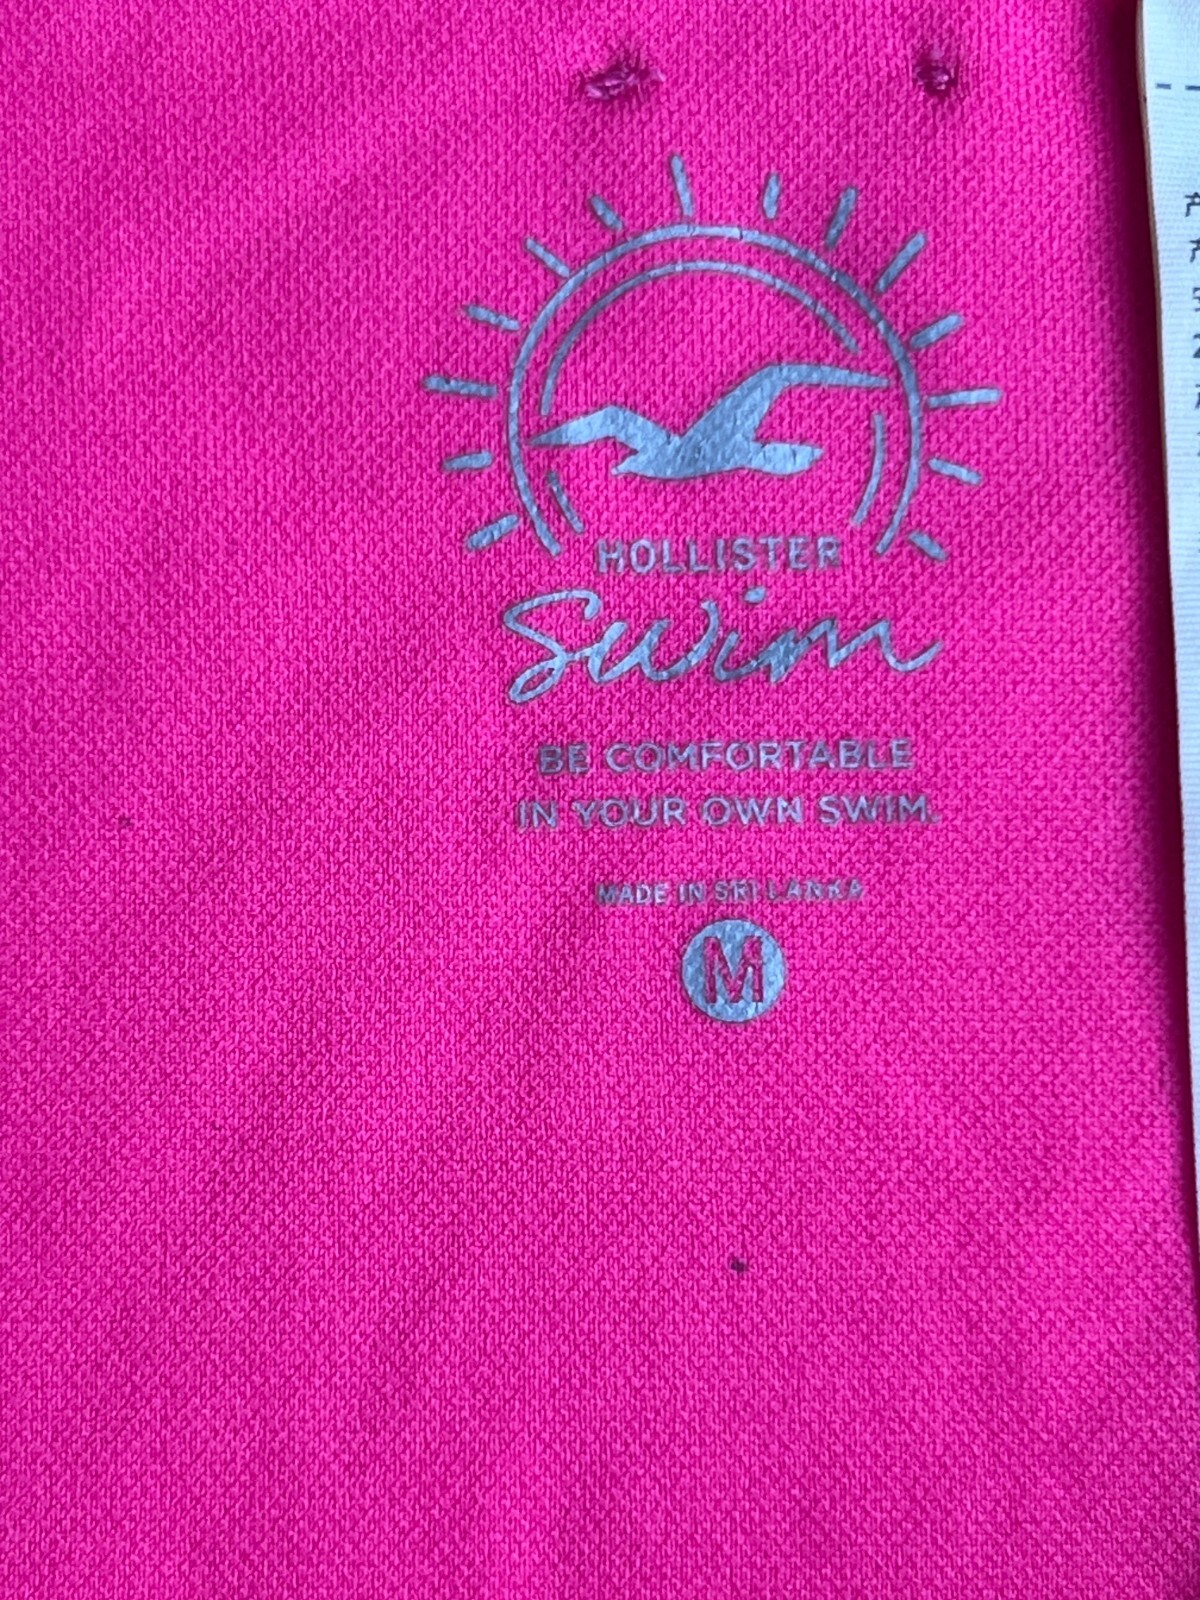 HOLLISTER
Swim
BE COMFORTABLE
IN YOUR OWN SWIM.
MADE IN SRI LANKA
M